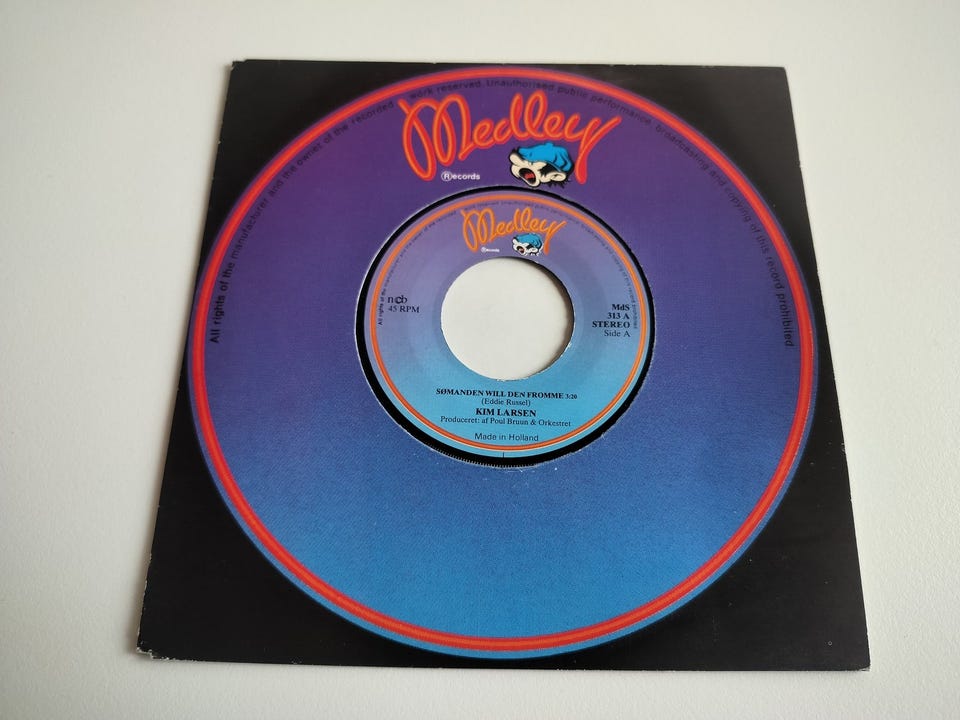 All rights of the manufacturer and the owner of the recorded work reserved. Unauthorised public performance, broadcasting and copying of this record prohibited
Medley
Records
Medley
Records
ncb
45 RPM
MdS
313 A
STEREO
Side A
SØMANDEN WILL DEN FROMME 3:20
(Eddie Russel)
KIM LARSEN
Produceret: af Poul Bruun & Orkestret
Made in Holland